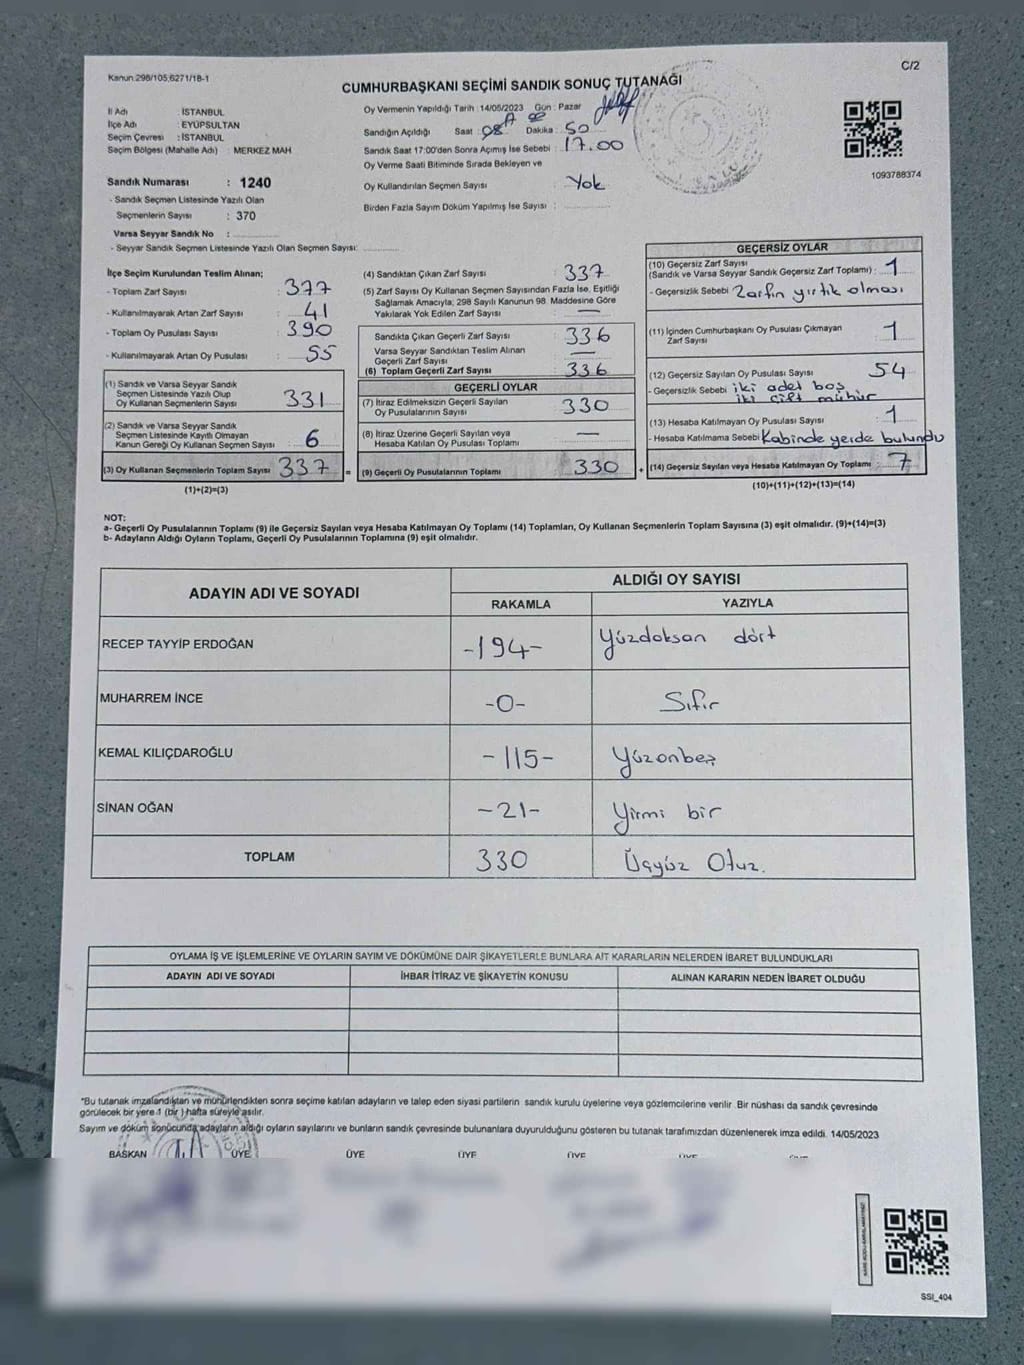 Kanun 298/105;6271/18-1
C/2
CUMHURBAŞKANI SEÇİMİ SANDIK SONUÇ TUTANAĞI
İl Adı : İSTANBUL
İlçe Adı : EYÜPSULTAN
Seçim Çevresi : İSTANBUL
Seçim Bölgesi (Mahalle Adı) : MERKEZ MAH
Oy Vermenin Yapıldığı Tarih : 14/05/2023 Gün : Pazar
Sandığın Açıldığı Saat : 08 Dakika : 50
Sandık Saat 17:00'den Sonra Açımış İse Sebebi : 17.00
Oy Verme Saati Bitiminde Sırada Bekleyen ve
Oy Kullandırılan Seçmen Sayısı : Yok
Birden Fazla Sayım Döküm Yapılmış İse Sayısı :
1093788374
Sandık Numarası : 1240
- Sandık Seçmen Listesinde Yazılı Olan
Seçmenlerin Sayısı : 370
Varsa Seyyar Sandık No :
- Seyyar Sandık Seçmen Listesinde Yazılı Olan Seçmen Sayısı:
İlçe Seçim Kurulundan Teslim Alınan;
- Toplam Zarf Sayısı : 377
- Kullanılmayarak Artan Zarf Sayısı : 41
- Toplam Oy Pusulası Sayısı : 390
- Kullanılmayarak Artan Oy Pusulası : 55
(1) Sandık ve Varsa Seyyar Sandık
Seçmen Listesinde Yazılı Olup
Oy Kullanan Seçmenlerin Sayısı : 331
(2) Sandık ve Varsa Seyyar Sandık
Seçmen Listesinde Kayıtlı Olmayan
Kanun Gereği Oy Kullanan Seçmen Sayısı : 6
(3) Oy Kullanan Seçmenlerin Toplam Sayısı : 337 =
(1)+(2)=(3)
(4) Sandıktan Çıkan Zarf Sayısı : 337
(5) Zarf Sayısı Oy Kullanan Seçmen Sayısından Fazla İse, Eşitliği
Sağlamak Amacıyla; 298 Sayılı Kanunun 98. Maddesine Göre
Yakılarak Yok Edilen Zarf Sayısı : —
Sandıkta Çıkan Geçerli Zarf Sayısı : 336
Varsa Seyyar Sandıktan Teslim Alınan
Geçerli Zarf Sayısı : —
(6) Toplam Geçerli Zarf Sayısı : 336
GEÇERLİ OYLAR
(7) İtiraz Edilmeksizin Geçerli Sayılan
Oy Pusulalarının Sayısı : 330
(8) İtiraz Üzerine Geçerli Sayılan veya
Hesaba Katılan Oy Pusulası Toplamı : —
(9) Geçerli Oy Pusulalarının Toplamı : 330 +
GEÇERSİZ OYLAR
(10) Geçersiz Zarf Sayısı
(Sandık ve Varsa Seyyar Sandık Geçersiz Zarf Toplamı) : 1
- Geçersizlik Sebebi : Zarfın yırtık olması
(11) İçinden Cumhurbaşkanı Oy Pusulası Çıkmayan
Zarf Sayısı : 1
(12) Geçersiz Sayılan Oy Pusulası Sayısı : 54
- Geçersizlik Sebebi : iki adet boş
iki çift mühür
(13) Hesaba Katılmayan Oy Pusulası Sayısı : 1
- Hesaba Katılmama Sebebi : Kabinde yerde bulundu
(14) Geçersiz Sayılan veya Hesaba Katılmayan Oy Toplamı : 7
(10)+(11)+(12)+(13)=(14)
NOT:
a- Geçerli Oy Pusulalarının Toplamı (9) ile Geçersiz Sayılan veya Hesaba Katılmayan Oy Toplamı (14) Toplamları, Oy Kullanan Seçmenlerin Toplam Sayısına (3) eşit olmalıdır. (9)+(14)=(3)
b- Adayların Aldığı Oyların Toplamı, Geçerli Oy Pusulalarının Toplamına (9) eşit olmalıdır.
ADAYIN ADI VE SOYADI
ALDIĞI OY SAYISI
RAKAMLA YAZIYLA
RECEP TAYYİP ERDOĞAN -194- Yüzdoksan dört
MUHARREM İNCE -0- Sıfır
KEMAL KILIÇDAROĞLU -115- Yüzonbeş
SİNAN OĞAN -21- Yirmi bir
TOPLAM 330 Üçyüz Otuz.
OYLAMA İŞ VE İŞLEMLERİNE VE OYLARIN SAYIM VE DÖKÜMÜNE DAİR ŞİKAYETLERLE BUNLARA AİT KARARLARIN NELERDEN İBARET BULUNDUKLARI
ADAYIN ADI VE SOYADI İHBAR İTİRAZ VE ŞİKAYETİN KONUSU ALINAN KARARIN NEDEN İBARET OLDUĞU
*Bu tutanak imzalandıktan ve mühürlendikten sonra seçime katılan adayların ve talep eden siyasi partilerin sandık kurulu üyelerine veya gözlemcilerine verilir. Bir nüshası da sandık çevresinde
görülecek bir yere 1 (bir) hafta süreyle asılır.
Sayım ve döküm sonucunda adayların aldığı oyların sayılarını ve bunların sandık çevresinde bulunanlara duyurulduğunu gösteren bu tutanak tarafımızdan düzenlenerek imza edildi. 14/05/2023
BAŞKAN ÜYE ÜYE ÜYE ÜYE ÜYE
SSİ_404